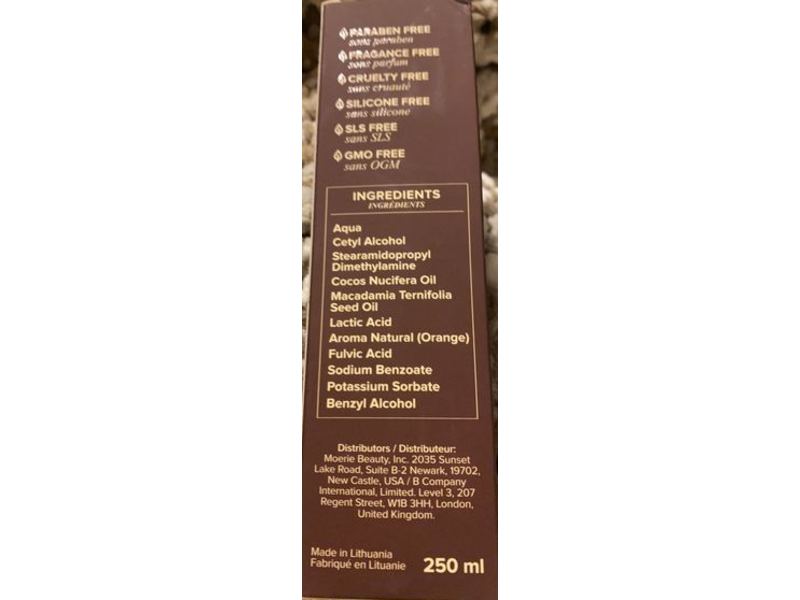 PARABEN FREE
sans paraben
FRAGANCE FREE
sans parfum
CRUELTY FREE
sans cruauté
SILICONE FREE
sans silicone
SLS FREE
sans SLS
GMO FREE
sans OGM
INGREDIENTS
INGRÉDIENTS
Aqua
Cetyl Alcohol
Stearamidopropyl
Dimethylamine
Cocos Nucifera Oil
Macadamia Ternifolia
Seed Oil
Lactic Acid
Aroma Natural (Orange)
Fulvic Acid
Sodium Benzoate
Potassium Sorbate
Benzyl Alcohol
Distributors / Distributeur:
Moerie Beauty, Inc. 2035 Sunset
Lake Road, Suite B-2 Newark, 19702,
New Castle, USA / B Company
International, Limited. Level 3, 207
Regent Street, W1B 3HH, London,
United Kingdom.
Made in Lithuania
Fabriqué en Lituanie
250 ml